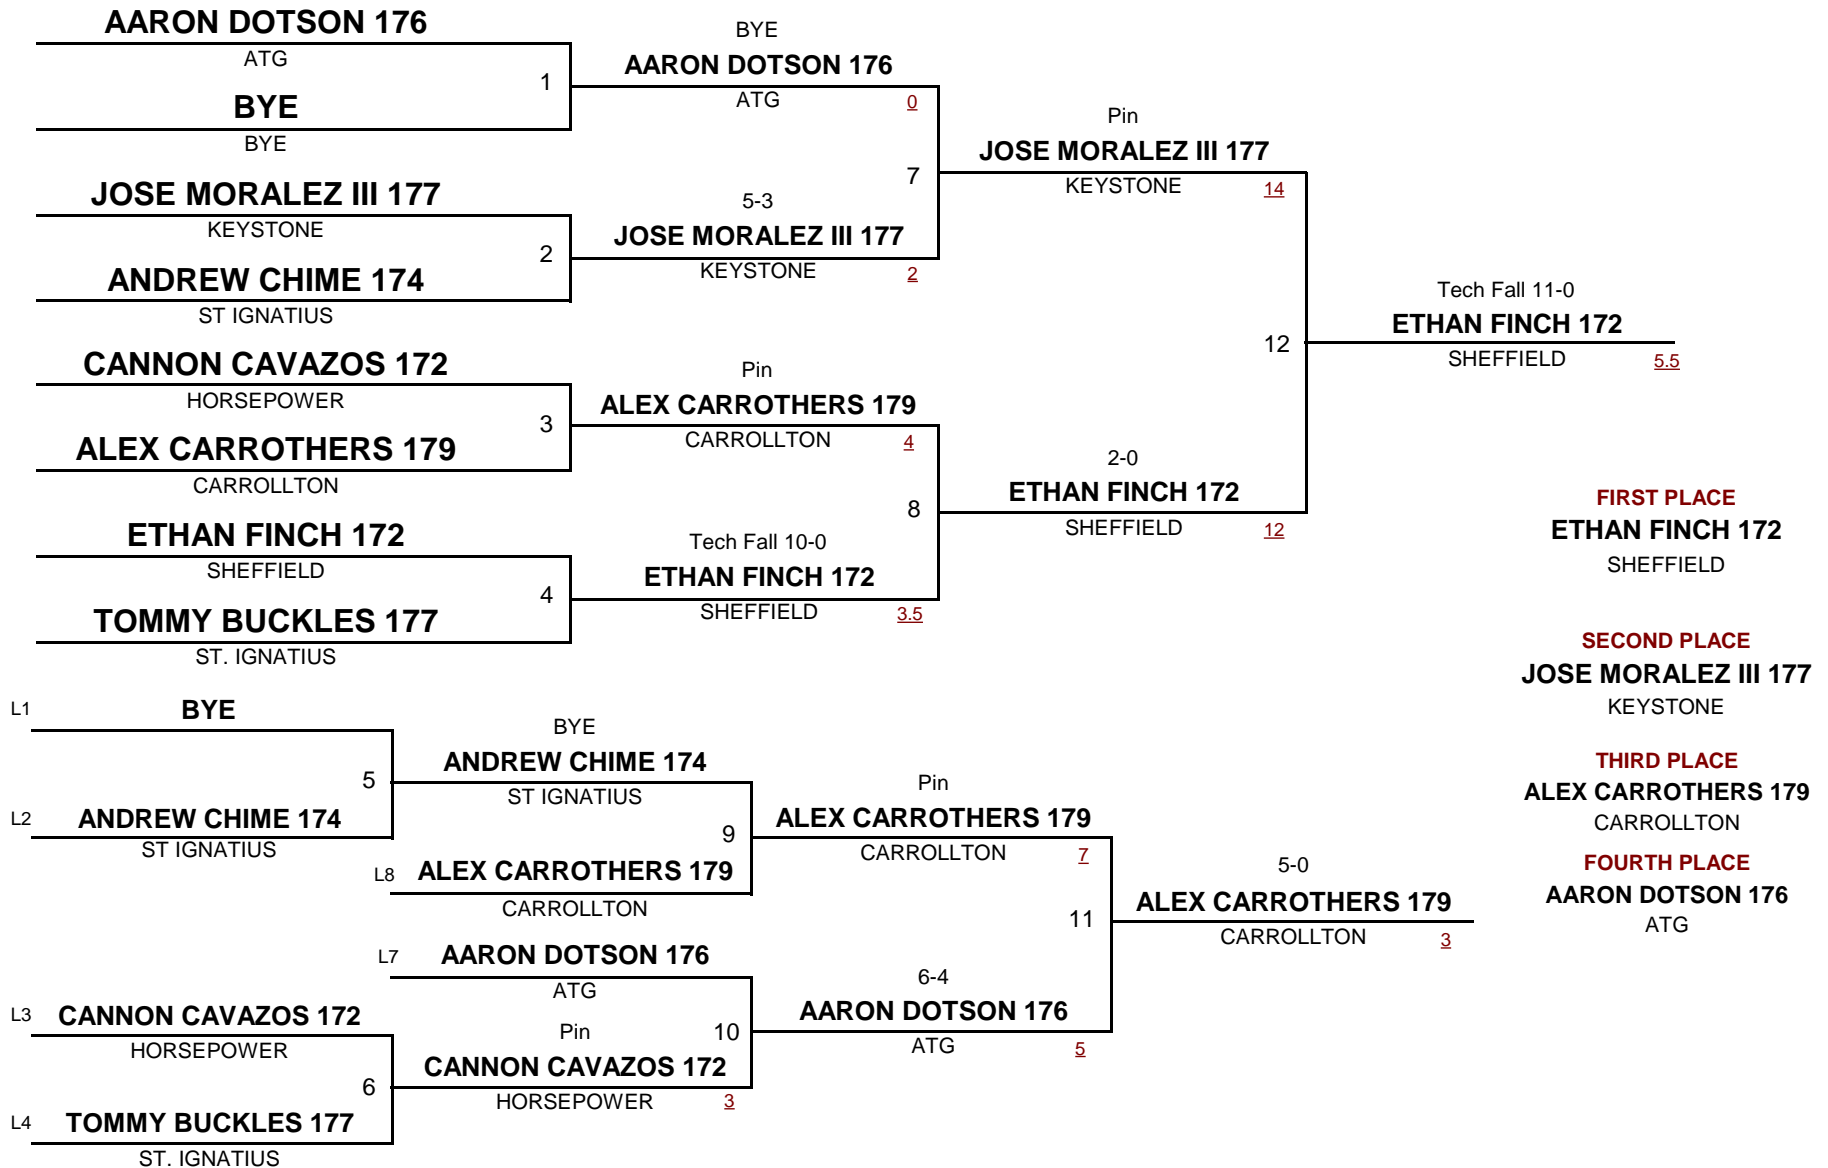 AARON DOTSON 176
ATG
1
BYE
BYE
JOSE MORALEZ III 177
KEYSTONE
2
ANDREW CHIME 174
ST IGNATIUS
CANNON CAVAZOS 172
HORSEPOWER
3
ALEX CARROTHERS 179
CARROLLTON
ETHAN FINCH 172
SHEFFIELD
4
TOMMY BUCKLES 177
ST. IGNATIUS
BYE
AARON DOTSON 176
ATG
0
7
5-3
JOSE MORALEZ III 177
KEYSTONE
2
Pin
ALEX CARROTHERS 179
CARROLLTON
4
8
Tech Fall 10-0
ETHAN FINCH 172
SHEFFIELD
3.5
Pin
JOSE MORALEZ III 177
KEYSTONE
14
12
2-0
ETHAN FINCH 172
SHEFFIELD
12
Tech Fall 11-0
ETHAN FINCH 172
SHEFFIELD
5.5
FIRST PLACE
ETHAN FINCH 172
SHEFFIELD
SECOND PLACE
JOSE MORALEZ III 177
KEYSTONE
THIRD PLACE
ALEX CARROTHERS 179
CARROLLTON
FOURTH PLACE
AARON DOTSON 176
ATG
L1
BYE
5
L2
ANDREW CHIME 174
ST IGNATIUS
L3
CANNON CAVAZOS 172
HORSEPOWER
6
L4
TOMMY BUCKLES 177
ST. IGNATIUS
BYE
ANDREW CHIME 174
ST IGNATIUS
9
L8
ALEX CARROTHERS 179
CARROLLTON
L7
AARON DOTSON 176
ATG
10
Pin
CANNON CAVAZOS 172
HORSEPOWER
3
Pin
ALEX CARROTHERS 179
CARROLLTON
7
11
6-4
AARON DOTSON 176
ATG
5
5-0
ALEX CARROTHERS 179
CARROLLTON
3